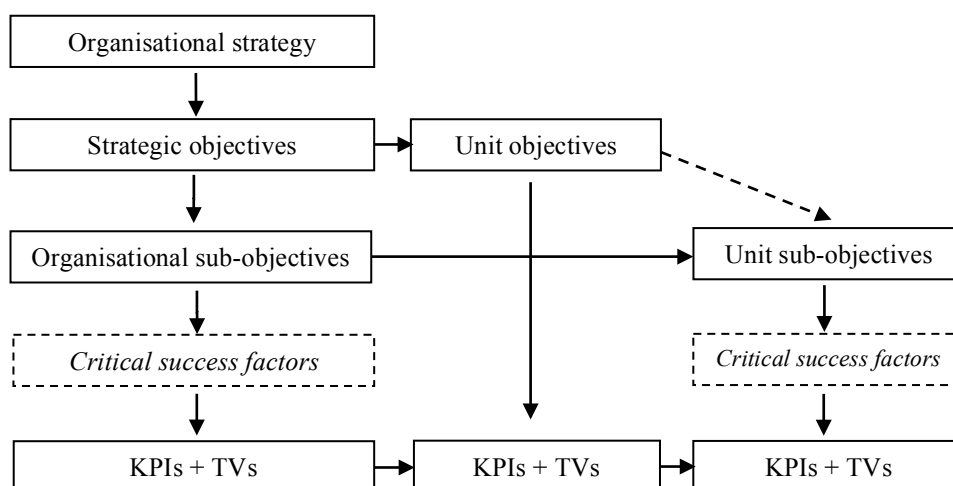 Organisational strategy
Strategic objectives
Unit objectives
Organisational sub-objectives
Unit sub-objectives
Critical success factors
Critical success factors
KPIs + TVs
KPIs + TVs
KPIs + TVs